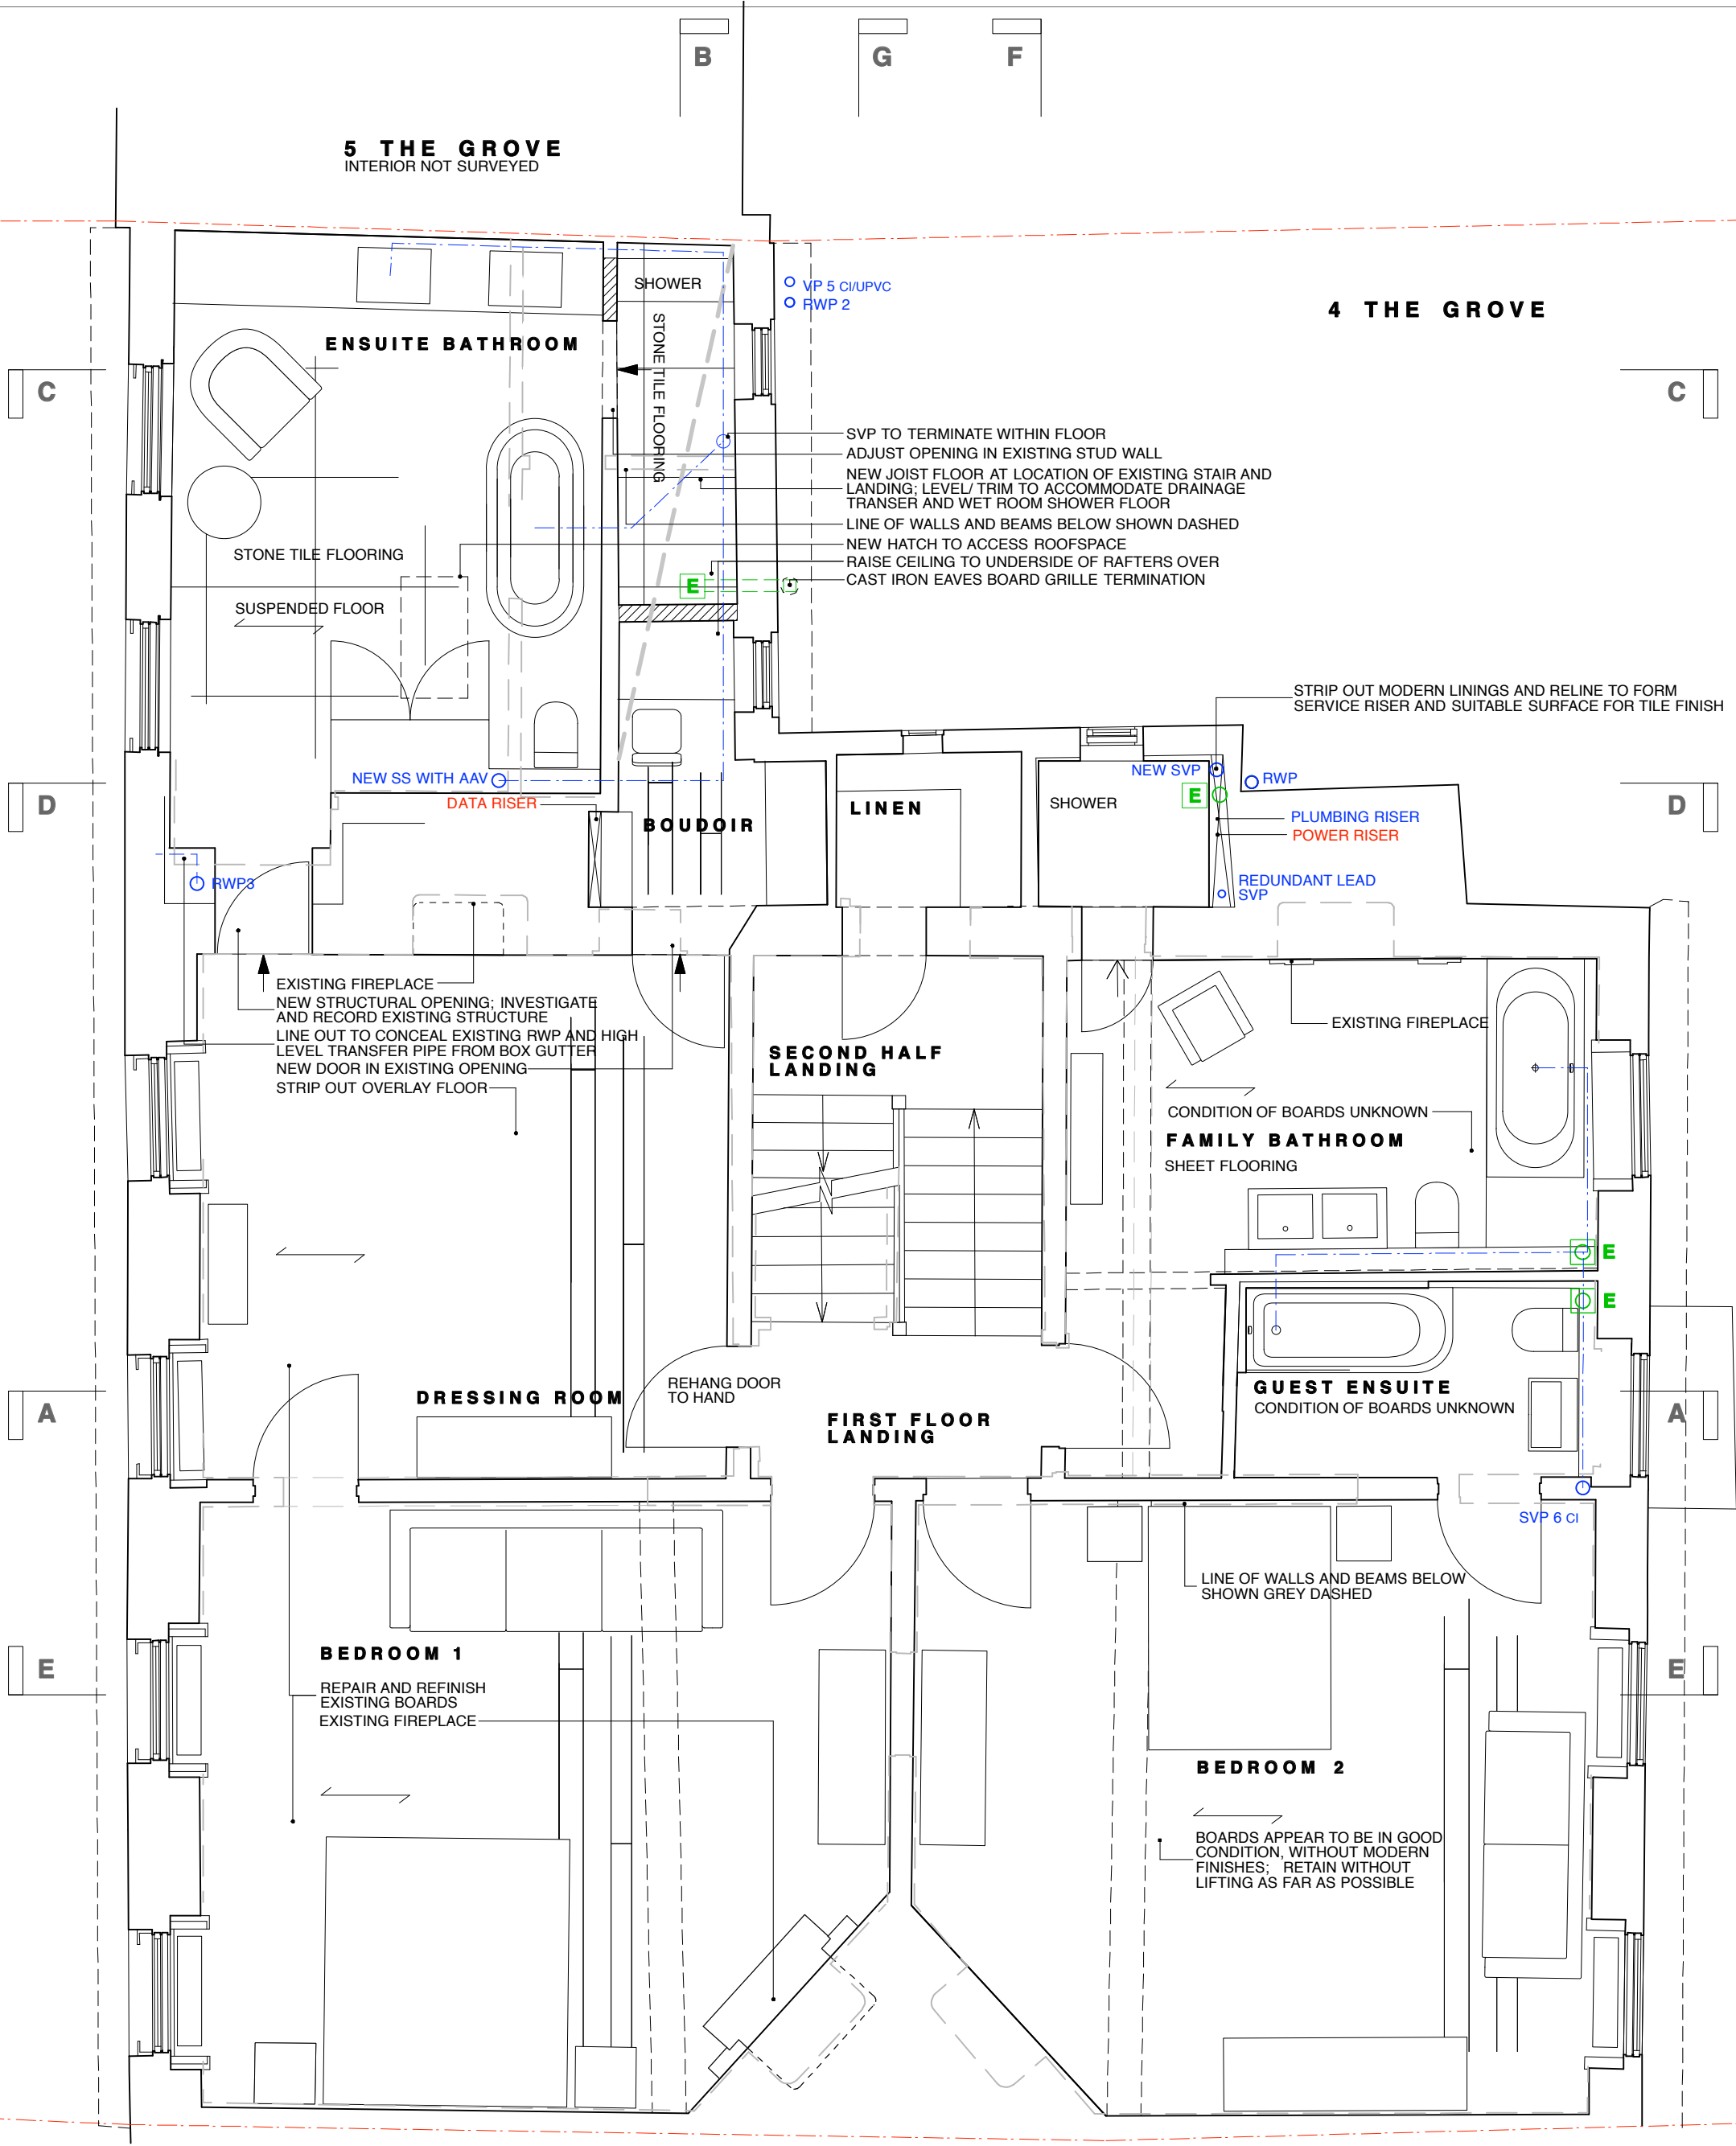 B
G
F
5 THE GROVE
INTERIOR NOT SURVEYED
SHOWER
VP 5 CI/UPVC
RWP 2
4 THE GROVE
ENSUITE BATHROOM
STONE TILE FLOORING
C
C
SVP TO TERMINATE WITHIN FLOOR
ADJUST OPENING IN EXISTING STUD WALL
NEW JOIST FLOOR AT LOCATION OF EXISTING STAIR AND
LANDING; LEVEL/ TRIM TO ACCOMMODATE DRAINAGE
TRANSER AND WET ROOM SHOWER FLOOR
LINE OF WALLS AND BEAMS BELOW SHOWN DASHED
NEW HATCH TO ACCESS ROOFSPACE
RAISE CEILING TO UNDERSIDE OF RAFTERS OVER
CAST IRON EAVES BOARD GRILLE TERMINATION
STONE TILE FLOORING
E
SUSPENDED FLOOR
STRIP OUT MODERN LININGS AND RELINE TO FORM
SERVICE RISER AND SUITABLE SURFACE FOR TILE FINISH
NEW SS WITH AAV
NEW SVP
RWP
D
DATA RISER
BOUDOIR
LINEN
SHOWER
E
D
PLUMBING RISER
POWER RISER
RWP3
REDUNDANT LEAD
SVP
EXISTING FIREPLACE
NEW STRUCTURAL OPENING; INVESTIGATE
AND RECORD EXISTING STRUCTURE
LINE OUT TO CONCEAL EXISTING RWP AND HIGH
LEVEL TRANSFER PIPE FROM BOX GUTTER
NEW DOOR IN EXISTING OPENING
STRIP OUT OVERLAY FLOOR
EXISTING FIREPLACE
SECOND HALF
LANDING
CONDITION OF BOARDS UNKNOWN
FAMILY BATHROOM
SHEET FLOORING
E
E
REHANG DOOR
TO HAND
DRESSING ROOM
GUEST ENSUITE
CONDITION OF BOARDS UNKNOWN
A
A
FIRST FLOOR
LANDING
SVP 6 CI
LINE OF WALLS AND BEAMS BELOW
SHOWN GREY DASHED
BEDROOM 1
E
E
REPAIR AND REFINISH
EXISTING BOARDS
EXISTING FIREPLACE
BEDROOM 2
BOARDS APPEAR TO BE IN GOOD
CONDITION, WITHOUT MODERN
FINISHES; RETAIN WITHOUT
LIFTING AS FAR AS POSSIBLE